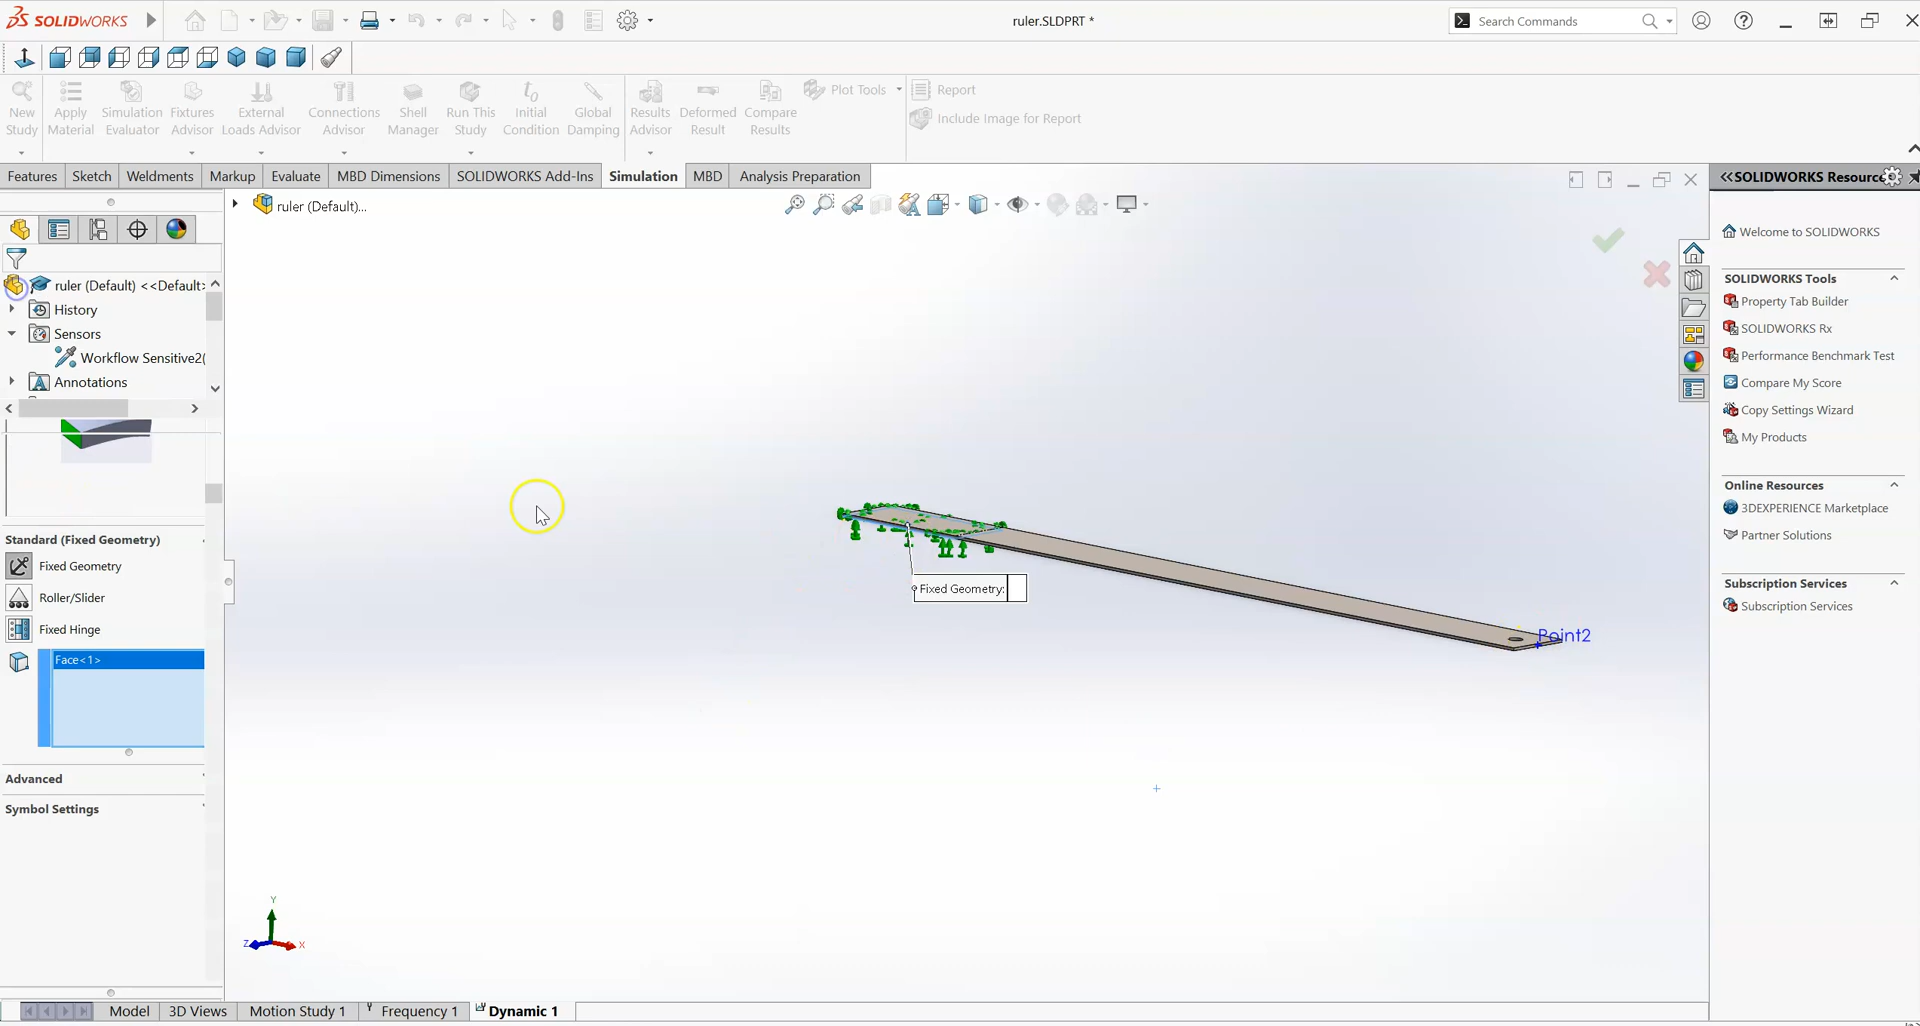 SOLIDWORKS
ruler.SLDPRT *
Search Commands
New Study
Apply Material
Simulation Evaluator
Fixtures Advisor
External Loads Advisor
Connections Advisor
Shell Manager
Run This Study
Initial Condition
Global Damping
Results Advisor
Deformed Result
Compare Results
Plot Tools
Report
Include Image for Report
Features
Sketch
Weldments
Markup
Evaluate
MBD Dimensions
SOLIDWORKS Add-Ins
Simulation
MBD
Analysis Preparation
ruler (Default)...
ruler (Default) <<Default>
History
Sensors
Workflow Sensitive2(
Annotations
Standard (Fixed Geometry)
Fixed Geometry
Roller/Slider
Fixed Hinge
Face<1>
Advanced
Symbol Settings
Fixed Geometry:
Point2
Y
Z
X
SOLIDWORKS Resource
Welcome to SOLIDWORKS
SOLIDWORKS Tools
Property Tab Builder
SOLIDWORKS Rx
Performance Benchmark Test
Compare My Score
Copy Settings Wizard
My Products
Online Resources
3DEXPERIENCE Marketplace
Partner Solutions
Subscription Services
Subscription Services
Model
3D Views
Motion Study 1
Frequency 1
Dynamic 1